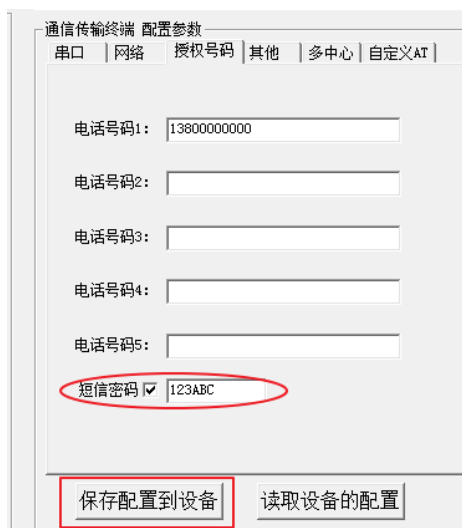 通信传输终端 配置参数
串口 网络 授权号码 其他 多中心 自定义AT
电话号码1: 13800000000
电话号码2:
电话号码3:
电话号码4:
电话号码5:
短信密码 123ABC
保存配置到设备 读取设备的配置